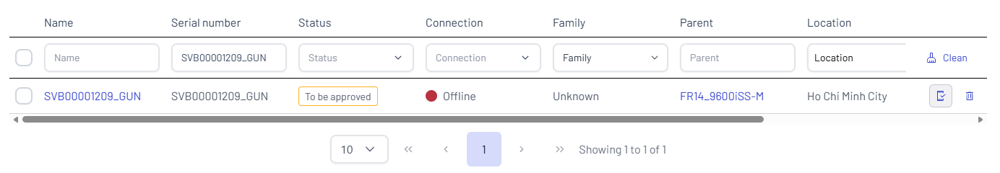 Name Serial number Status Connection Family Parent Location
Name SVB00001209_GUN Status Connection Family Parent Location Clean
SVB00001209_GUN SVB00001209_GUN To be approved Offline Unknown FR14_9600iSS-M Ho Chi Minh City
10 1 Showing 1 to 1 of 1